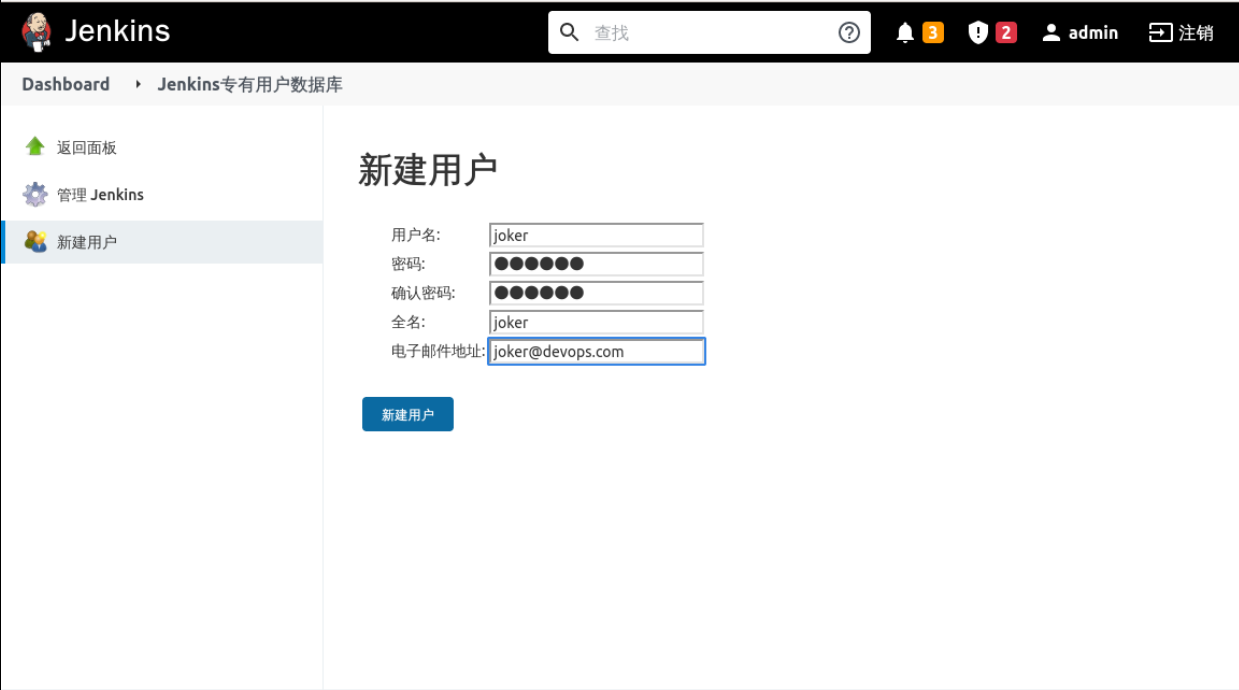 Jenkins 查找 3 2 admin 注销
Dashboard Jenkins专有用户数据库
返回面板
管理 Jenkins
新建用户
新建用户
用户名: joker
密码: ●●●●●●
确认密码: ●●●●●●
全名: joker
电子邮件地址: joker@devops.com
新建用户